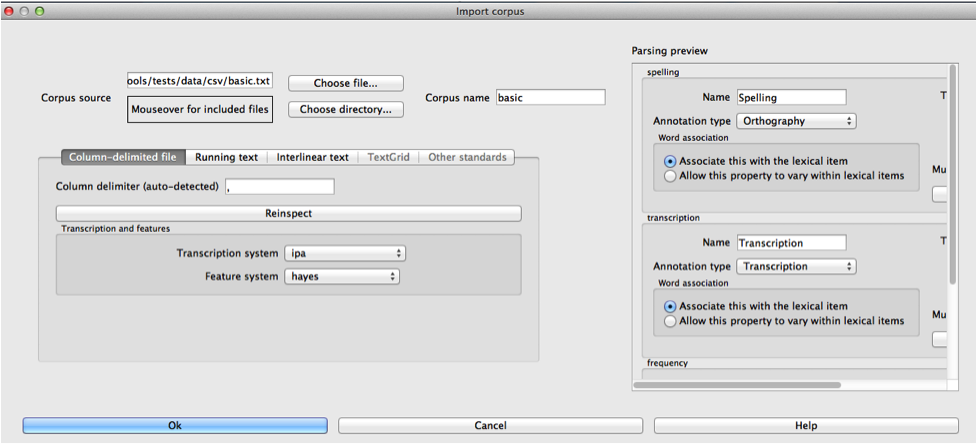 Import corpus
Corpus source
ools/tests/data/csv/basic.txt
Choose file...
Mouseover for included files
Choose directory...
Corpus name
basic
Column-delimited file
Running text
Interlinear text
TextGrid
Other standards
Column delimiter (auto-detected)
,
Reinspect
Transcription and features
Transcription system
ipa
Feature system
hayes
Parsing preview
spelling
Name
Spelling
T
Annotation type
Orthography
Word association
Associate this with the lexical item
Allow this property to vary within lexical items
Mu
transcription
Name
Transcription
T
Annotation type
Transcription
Word association
Associate this with the lexical item
Allow this property to vary within lexical items
Mu
frequency
Ok
Cancel
Help